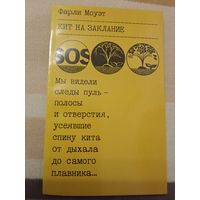 Фарли Моуэт
КИТ НА ЗАКЛАНИЕ
SOS
Мы видели
следы пуль –
полосы
и отверстия,
усеявшие
спину кита
от дыхала
до самого
плавника...